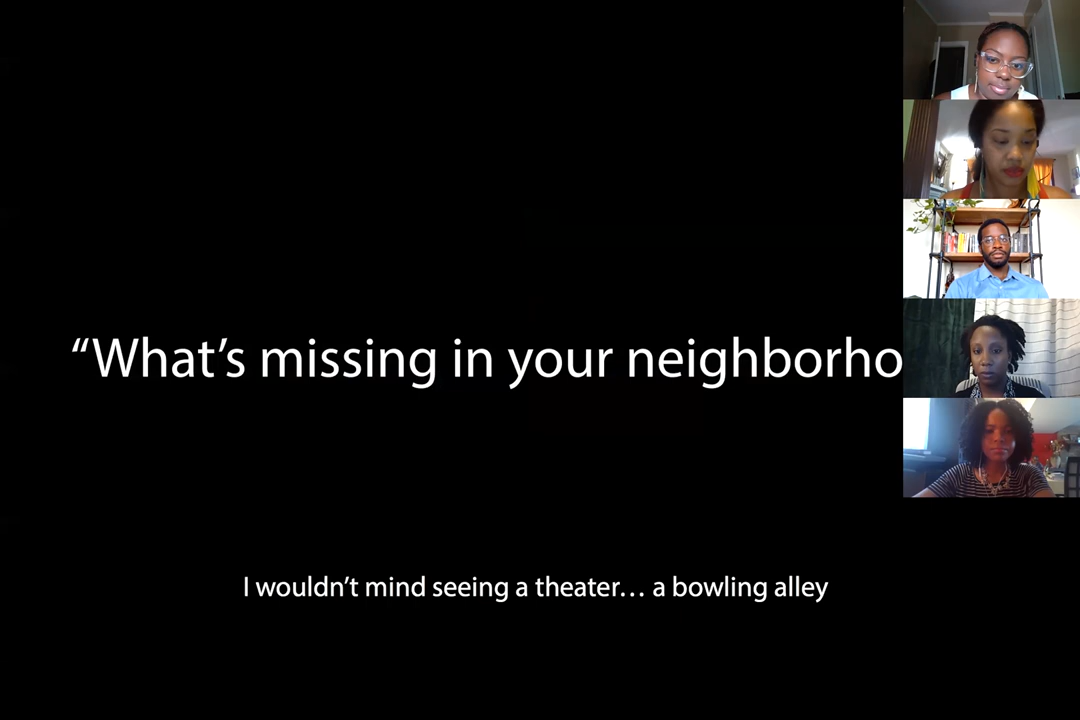 “What’s missing in your neighborho
I wouldn’t mind seeing a theater… a bowling alley